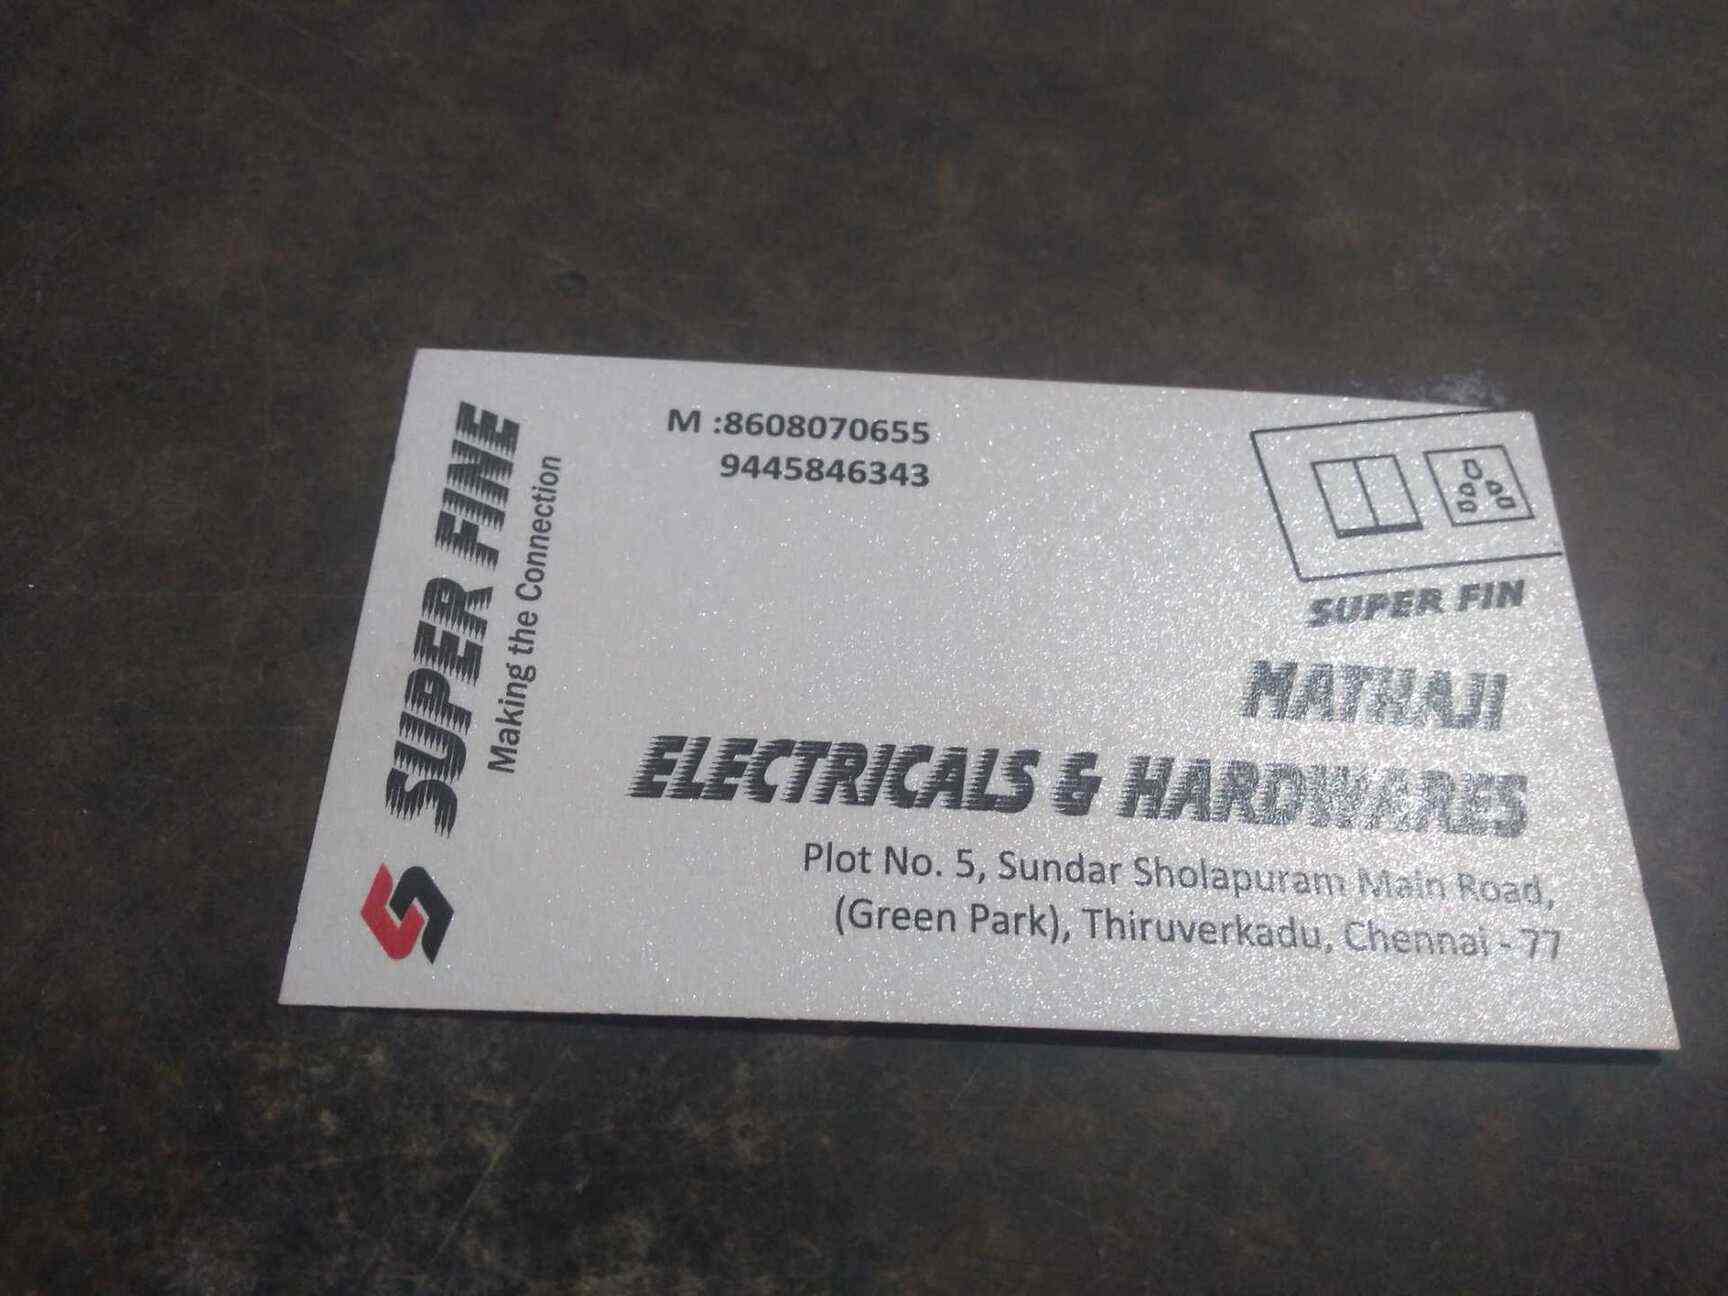 SUPER FINE
Making the Connection
M :8608070655
9445846343
SUPER FIN
MATHAJI
ELECTRICALS & HARDWARES
Plot No. 5, Sundar Sholapuram Main Road,
(Green Park), Thiruverkadu, Chennai - 77